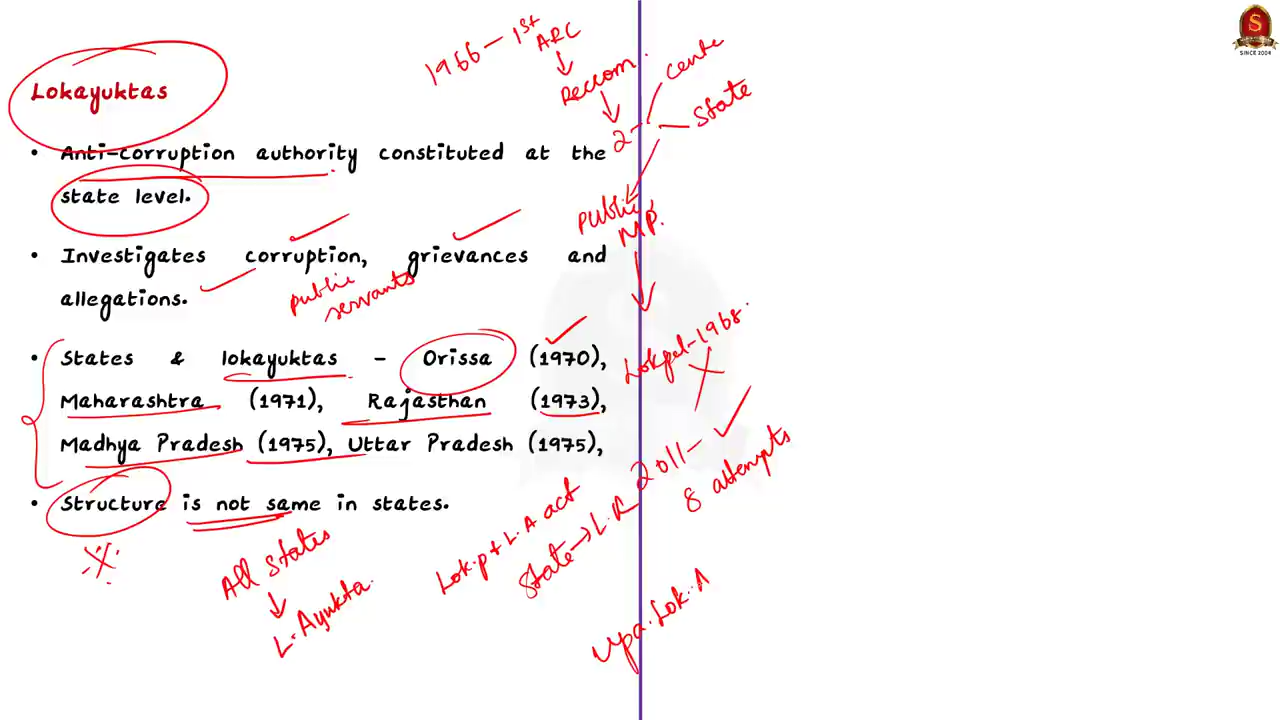 Lokayuktas
• Anti-corruption authority constituted at the
state level.
• Investigates corruption, grievances and
allegations.
public
servants
• States & lokayuktas - Orissa (1970),
Maharashtra (1971), Rajasthan (1973),
Madhya Pradesh (1975), Uttar Pradesh (1975),
• Structure is not same in states.
All states
L. Ayukta.
1966 - 1st
ARC
Reccom.
2
Centre
State
public
MP.
Lokpal - 1968.
2011 -
8 attempts
Lok.p + L.A act
State → L.A
Upa. Lok. A
S
SINCE 2004